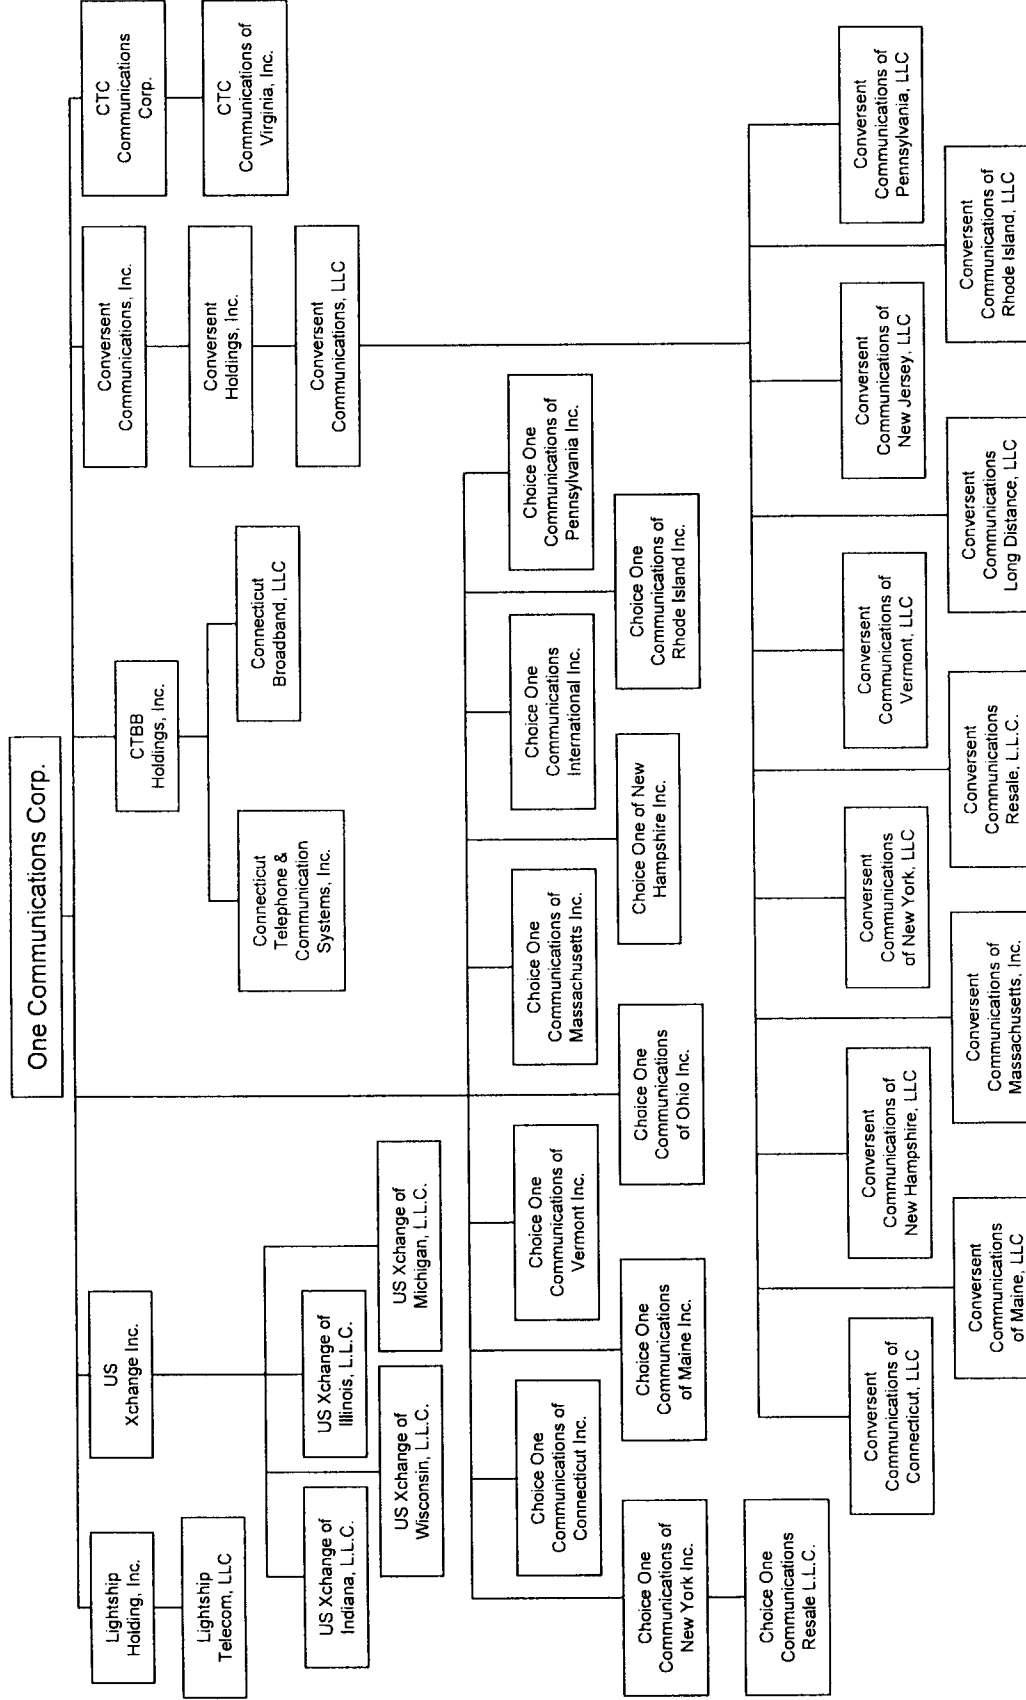 One Communications Corp.
Lightship
Holding, Inc.
Lightship
Telecom, LLC
US
Xchange Inc.
US Xchange of
Indiana, L.L.C.
US Xchange of
Illinois, L.L.C.
US Xchange of
Wisconsin, L.L.C.
US Xchange of
Michigan, L.L.C.
CTBB
Holdings, Inc.
Connecticut
Telephone &
Communication
Systems, Inc.
Connecticut
Broadband, LLC
Conversent
Communications, Inc.
Conversent
Holdings, Inc.
Conversent
Communications, LLC
CTC
Communications
Corp.
CTC
Communications of
Virginia, Inc.
Choice One
Communications of
Connecticut Inc.
Choice One
Communications of
Vermont Inc.
Choice One
Communications of
Massachusetts Inc.
Choice One
Communications
International Inc.
Choice One
Communications of
Pennsylvania Inc.
Choice One
Communications of
New York Inc.
Choice One
Communications
of Maine Inc.
Choice One
Communications
of Ohio Inc.
Choice One of New
Hampshire Inc.
Choice One
Communications of
Rhode Island Inc.
Choice One
Communications
Resale L.L.C.
Conversent
Communications of
Connecticut, LLC
Conversent
Communications of
New Hampshire, LLC
Conversent
Communications
of New York, LLC
Conversent
Communications of
Vermont, LLC
Conversent
Communications of
New Jersey, LLC
Conversent
Communications of
Pennsylvania, LLC
Conversent
Communications
of Maine, LLC
Conversent
Communications of
Massachusetts, Inc.
Conversent
Communications
Resale, L.L.C.
Conversent
Communications
Long Distance, LLC
Conversent
Communications of
Rhode Island, LLC